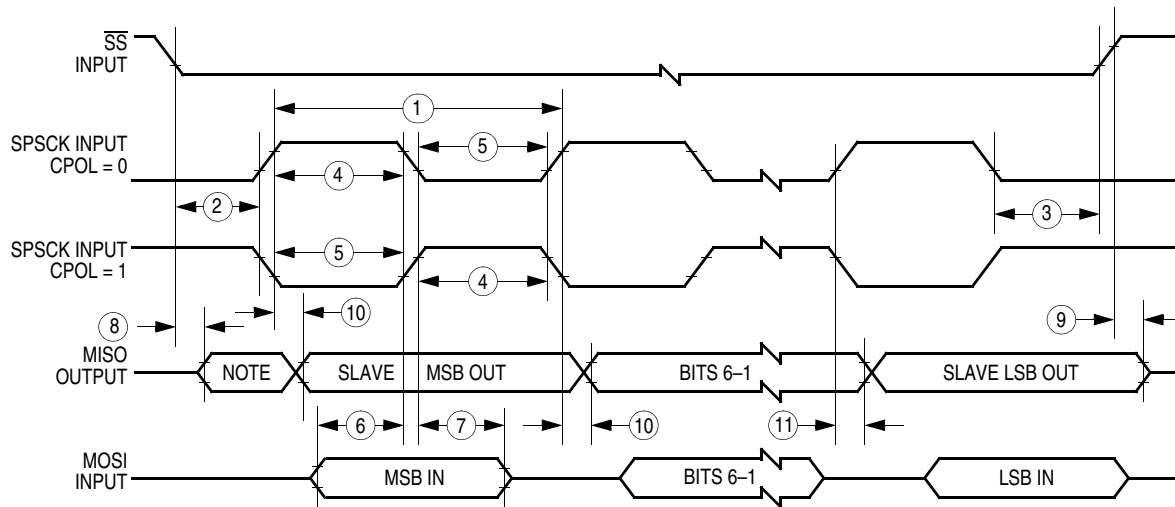 SS
INPUT
1
SPSCK INPUT
CPOL = 0
5
4
2
3
SPSCK INPUT
CPOL = 1
5
4
8
10
9
MISO
OUTPUT
NOTE
SLAVE MSB OUT
BITS 6–1
SLAVE LSB OUT
6
7
10
11
MOSI
INPUT
MSB IN
BITS 6–1
LSB IN